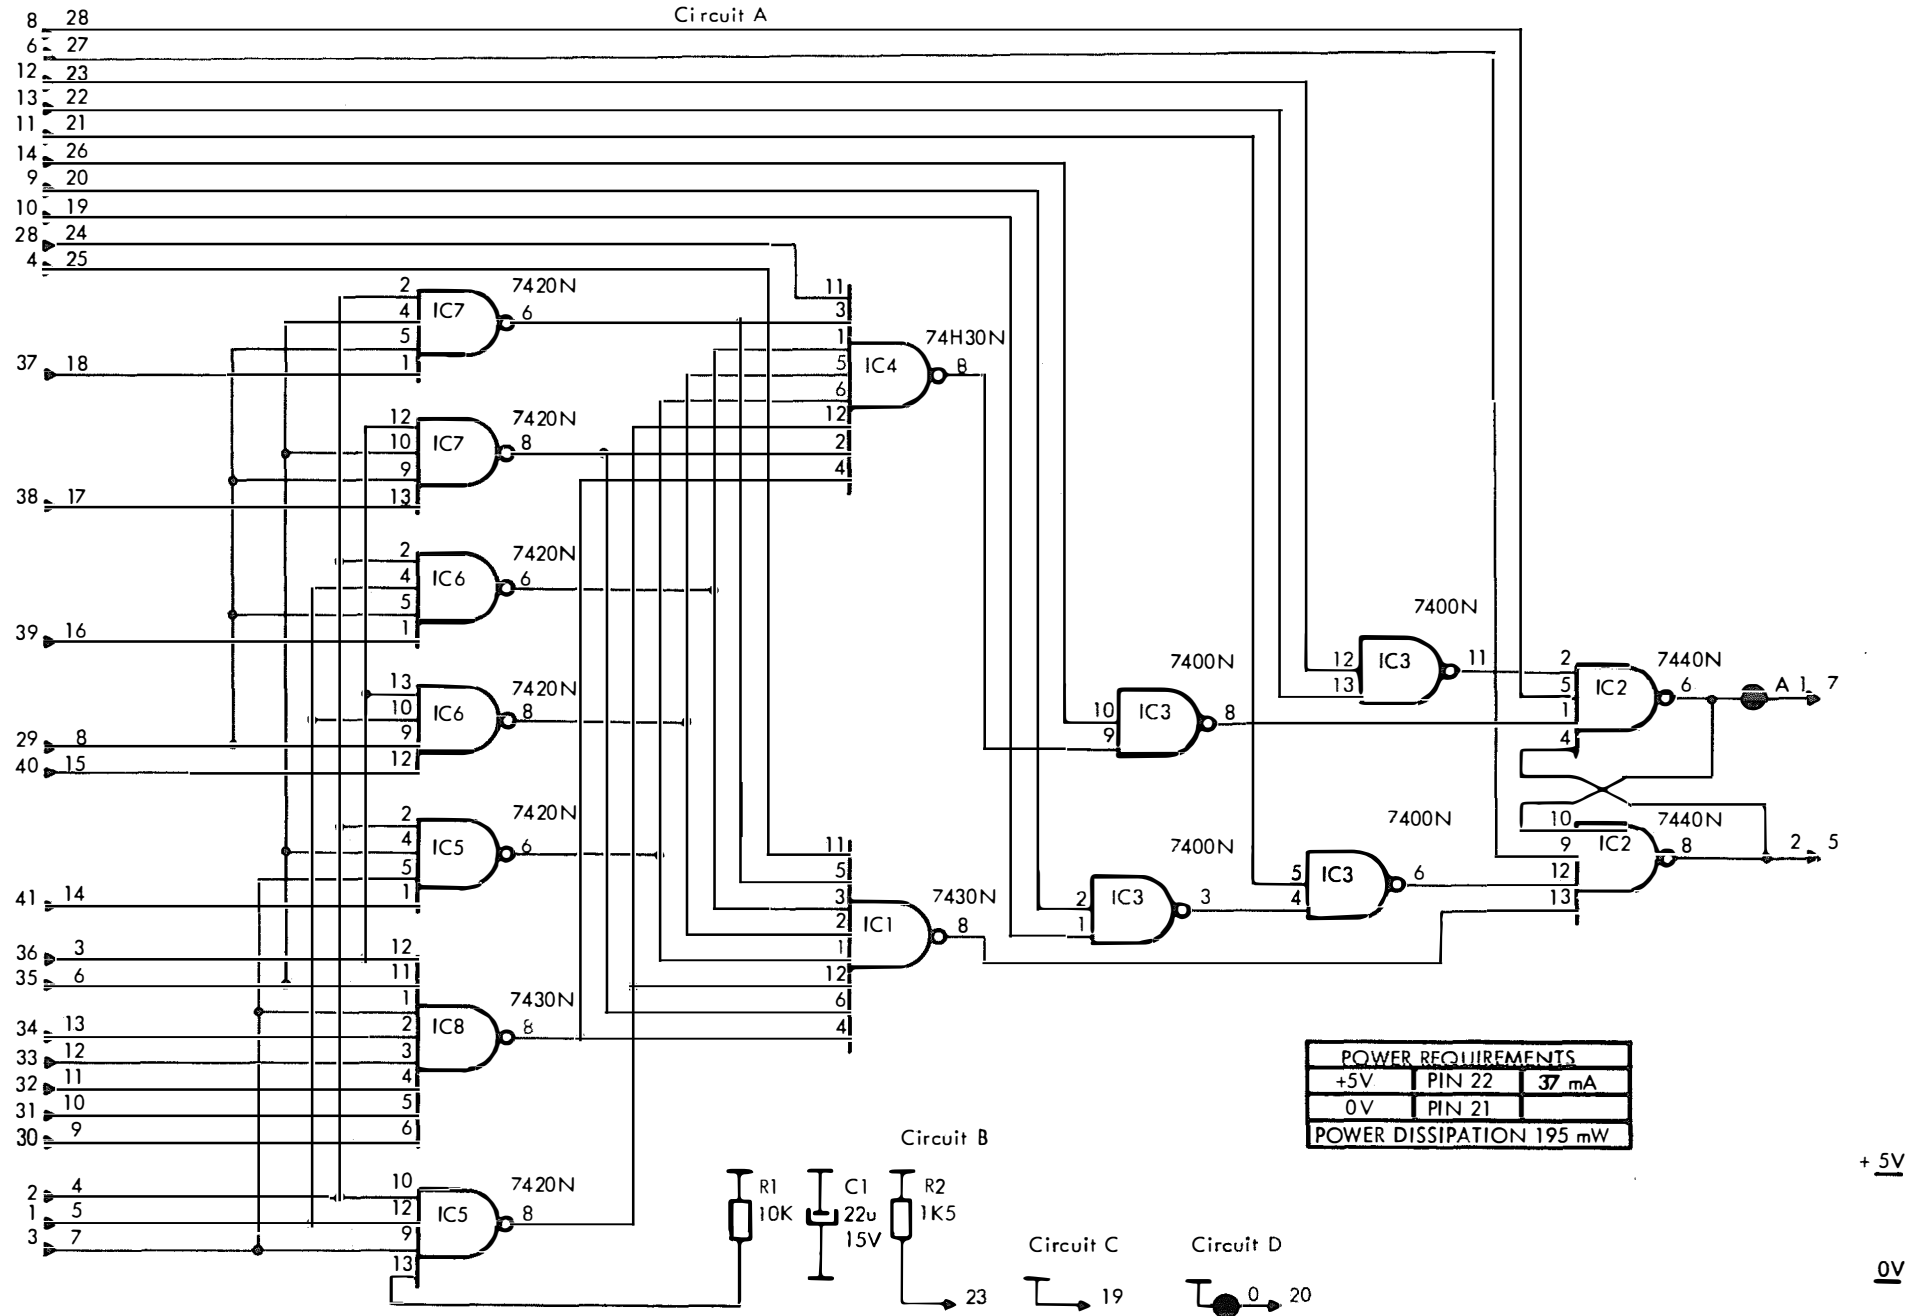 Circuit A
8 28
6 27
12 23
13 22
11 21
14 26
9 20
10 19
28 24
4 25
2 7420N
4 IC7 6
5
37 18 1
11
3
1 74H30N
5 IC4 8
6
12
2
4
12 7420N
10 IC7 8
9
38 17 13
2 7420N
4 IC6 6
5
39 16 1
13 7420N
10 IC6 8
9
29 8
40 15 12
7400N
12 IC3 11
13
7400N
10 IC3 8
9
2 7440N
5 IC2 6 A 1 7
1
4
2 7420N
4 IC5 6
5
41 14 1
10 7440N
9 IC2 8 2 5
12
13
7400N
5 IC3 6
4
7400N
2 IC3 3
1
11
5
3 7430N
2 IC1 8
1
12
6
4
36 3 12
35 6 11
1 7430N
34 13 2 IC8 8
33 12 3
32 11 4
31 10 5
30 9 6
POWER REQUIREMENTS
+5V PIN 22 37 mA
0V PIN 21
POWER DISSIPATION 195 mW
2 4 10 7420N
1 5 12 IC5 8
3 7 9
13
Circuit B
R1 C1 R2
10K 22u 1K5
15V
23
Circuit C
19
Circuit D
0 20
+ 5V
0V